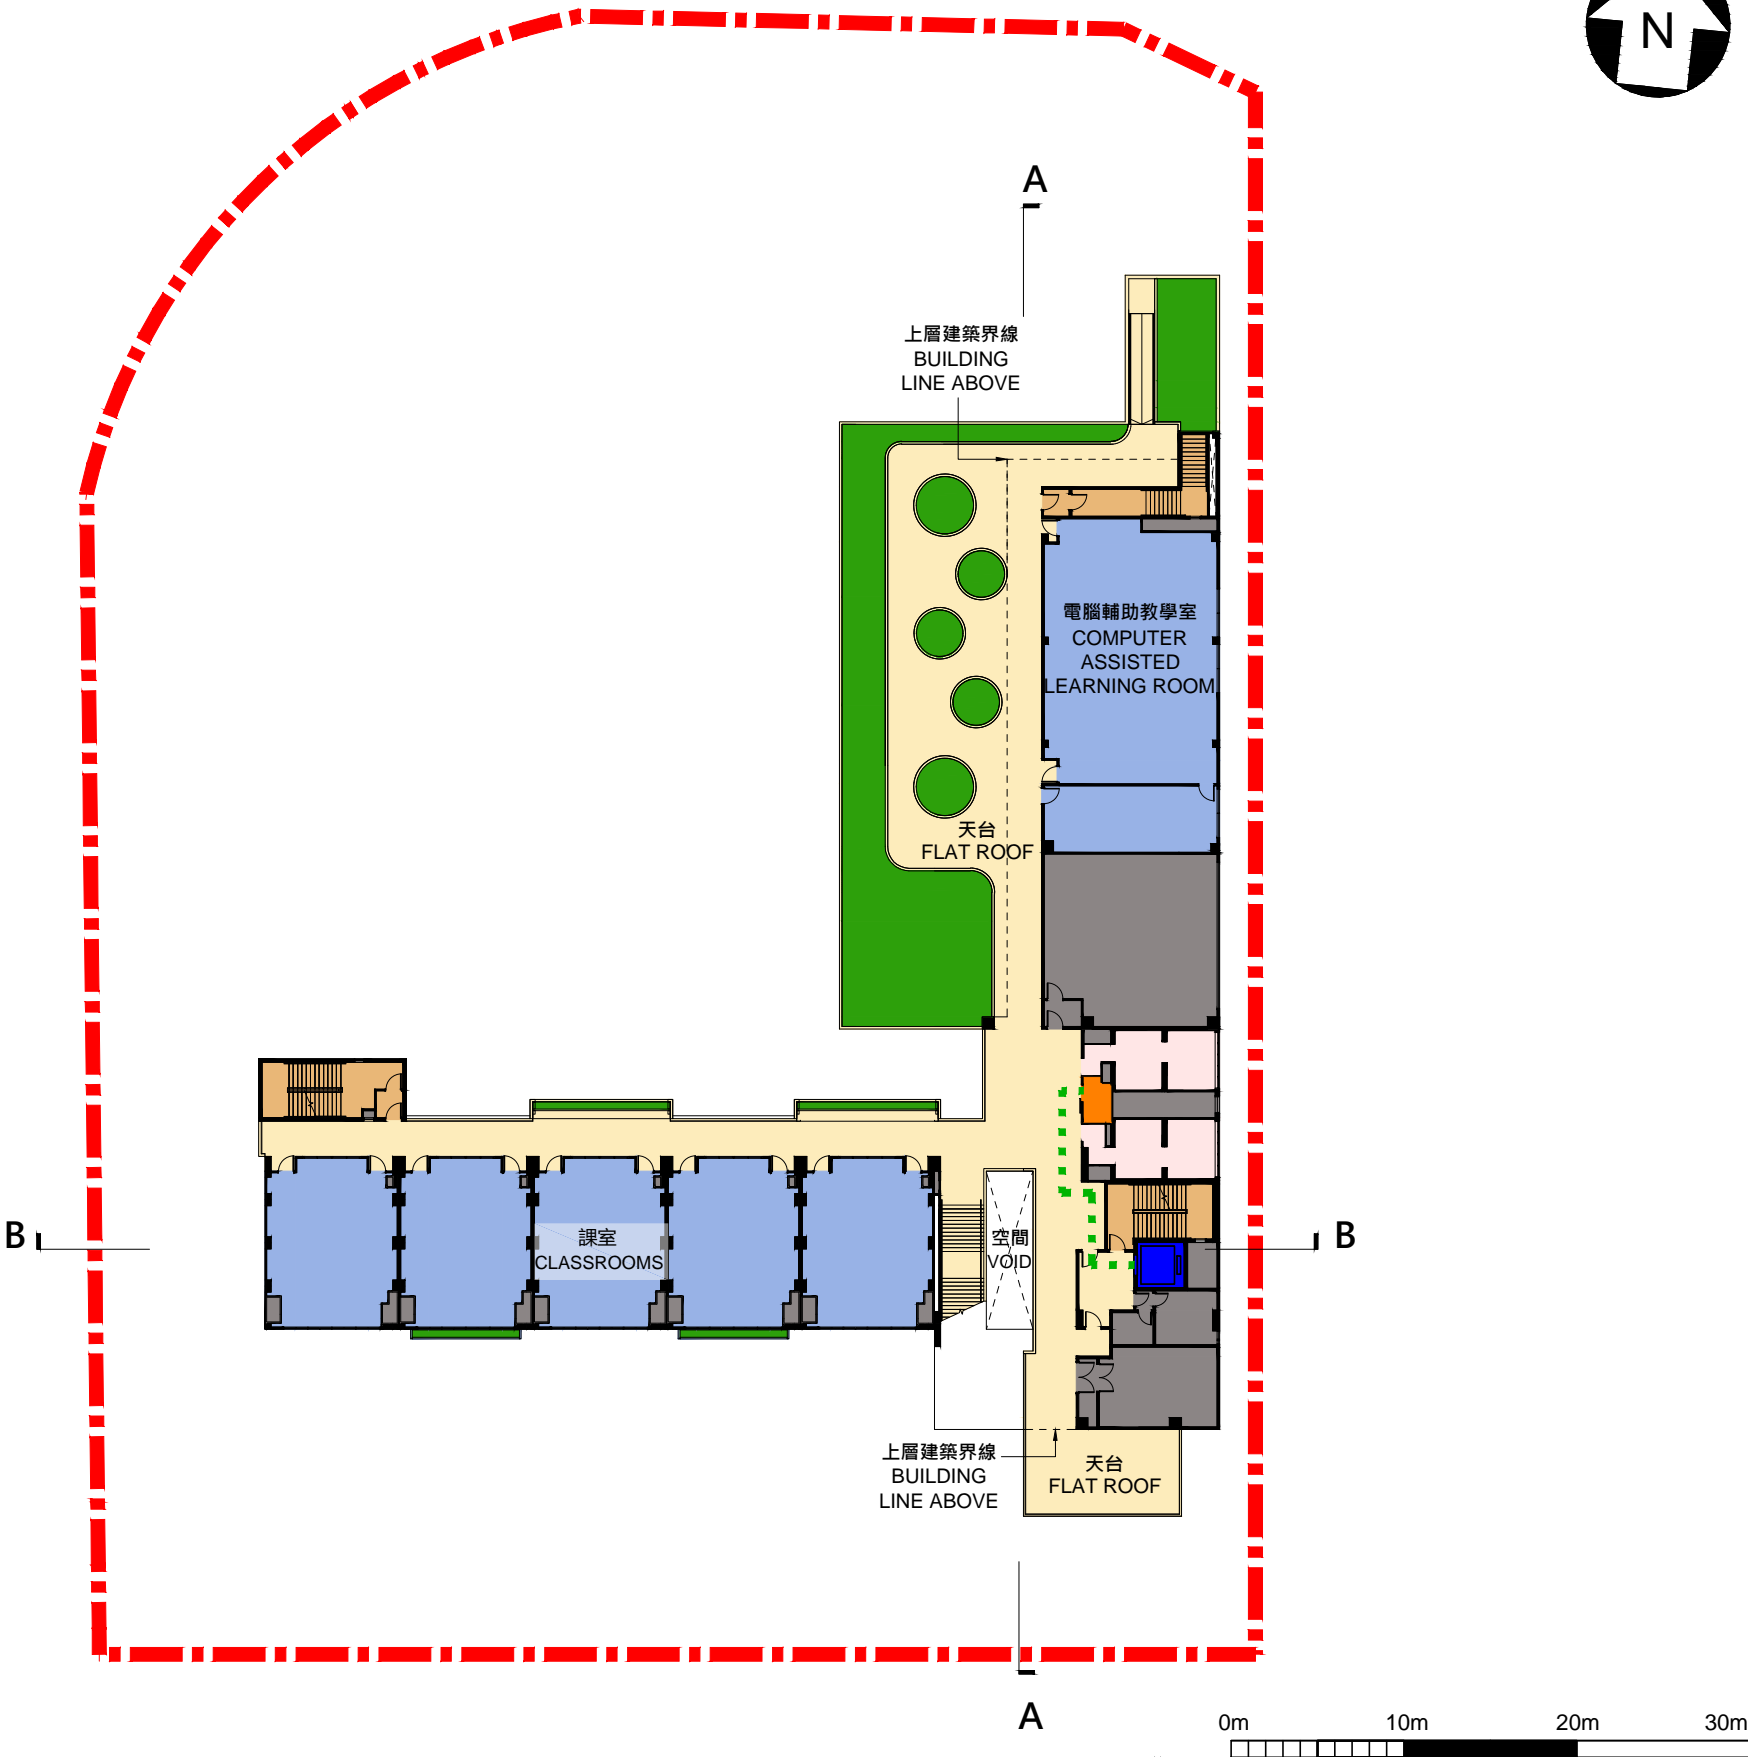 N
A
上層建築界線
BUILDING
LINE ABOVE
電腦輔助教學室
COMPUTER
ASSISTED
LEARNING ROOM
天台
FLAT ROOF
B
課室
CLASSROOMS
空間
VOID
B
上層建築界線
BUILDING
LINE ABOVE
天台
FLAT ROOF
A
0m 10m 20m 30m